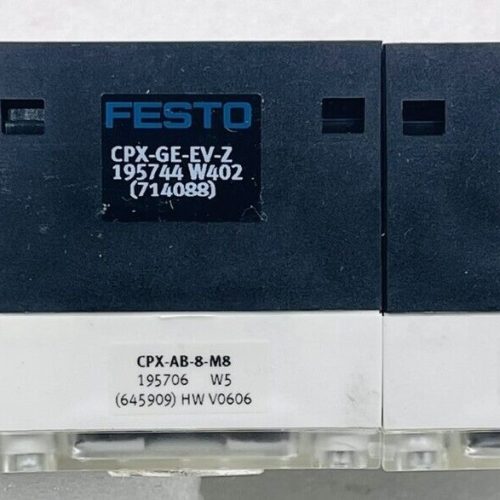 FESTO
CPX-GE-EV-Z
195744 W402
(714088)
CPX-AB-8-M8
195706 W5
(645909) HW V0606